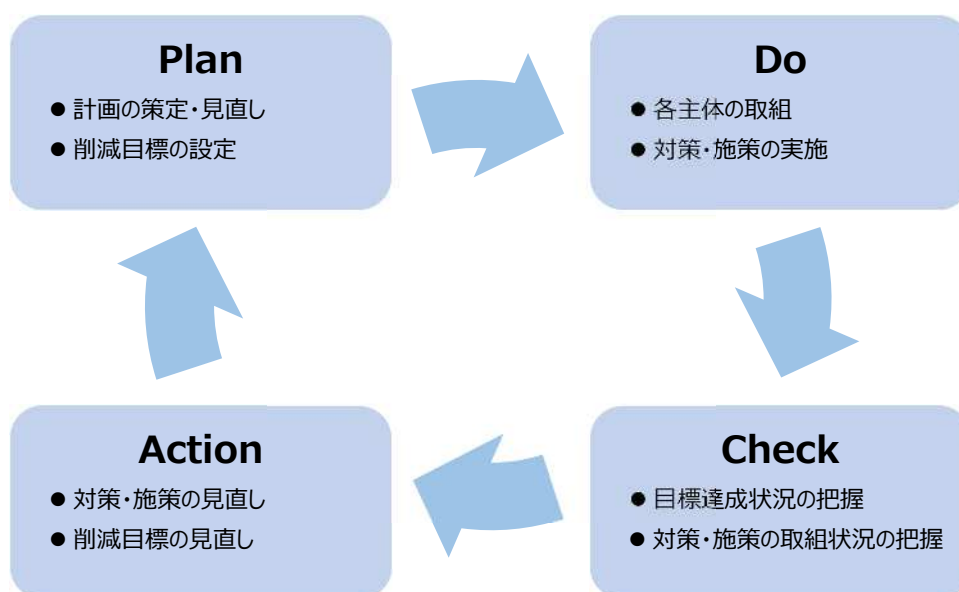 Plan
● 計画の策定・見直し
● 削減目標の設定
Do
● 各主体の取組
● 対策・施策の実施
Check
● 目標達成状況の把握
● 対策・施策の取組状況の把握
Action
● 対策・施策の見直し
● 削減目標の見直し